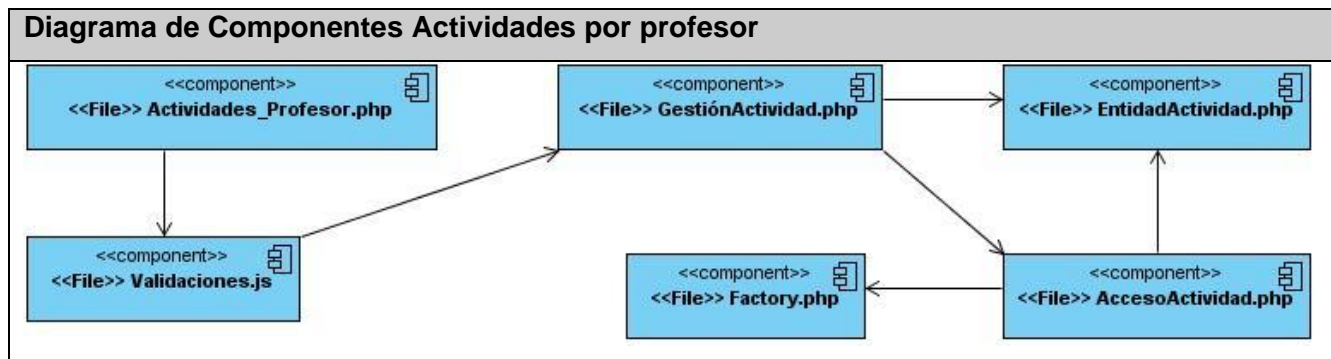 Diagrama de Componentes Actividades por profesor
<<component>>
<<File>> Actividades_Profesor.php
<<component>>
<<File>> GestiónActividad.php
<<component>>
<<File>> EntidadActividad.php
<<component>>
<<File>> Validaciones.js
<<component>>
<<File>> Factory.php
<<component>>
<<File>> AccesoActividad.php